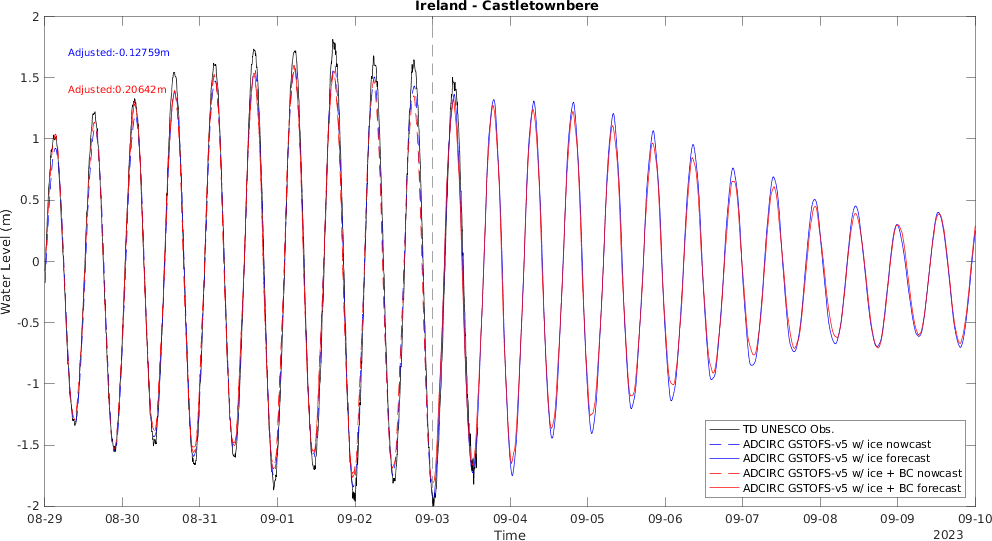 Ireland - Castletownbere
Adjusted:-0.12759m
Adjusted:0.20642m
Water Level (m)
2
1.5
1
0.5
0
-0.5
-1
-1.5
-2
TD UNESCO Obs.
ADCIRC GSTOFS-v5 w/ ice nowcast
ADCIRC GSTOFS-v5 w/ ice forecast
ADCIRC GSTOFS-v5 w/ ice + BC nowcast
ADCIRC GSTOFS-v5 w/ ice + BC forecast
08-29 08-30 08-31 09-01 09-02 09-03 09-04 09-05 09-06 09-07 09-08 09-09 09-10
Time
2023